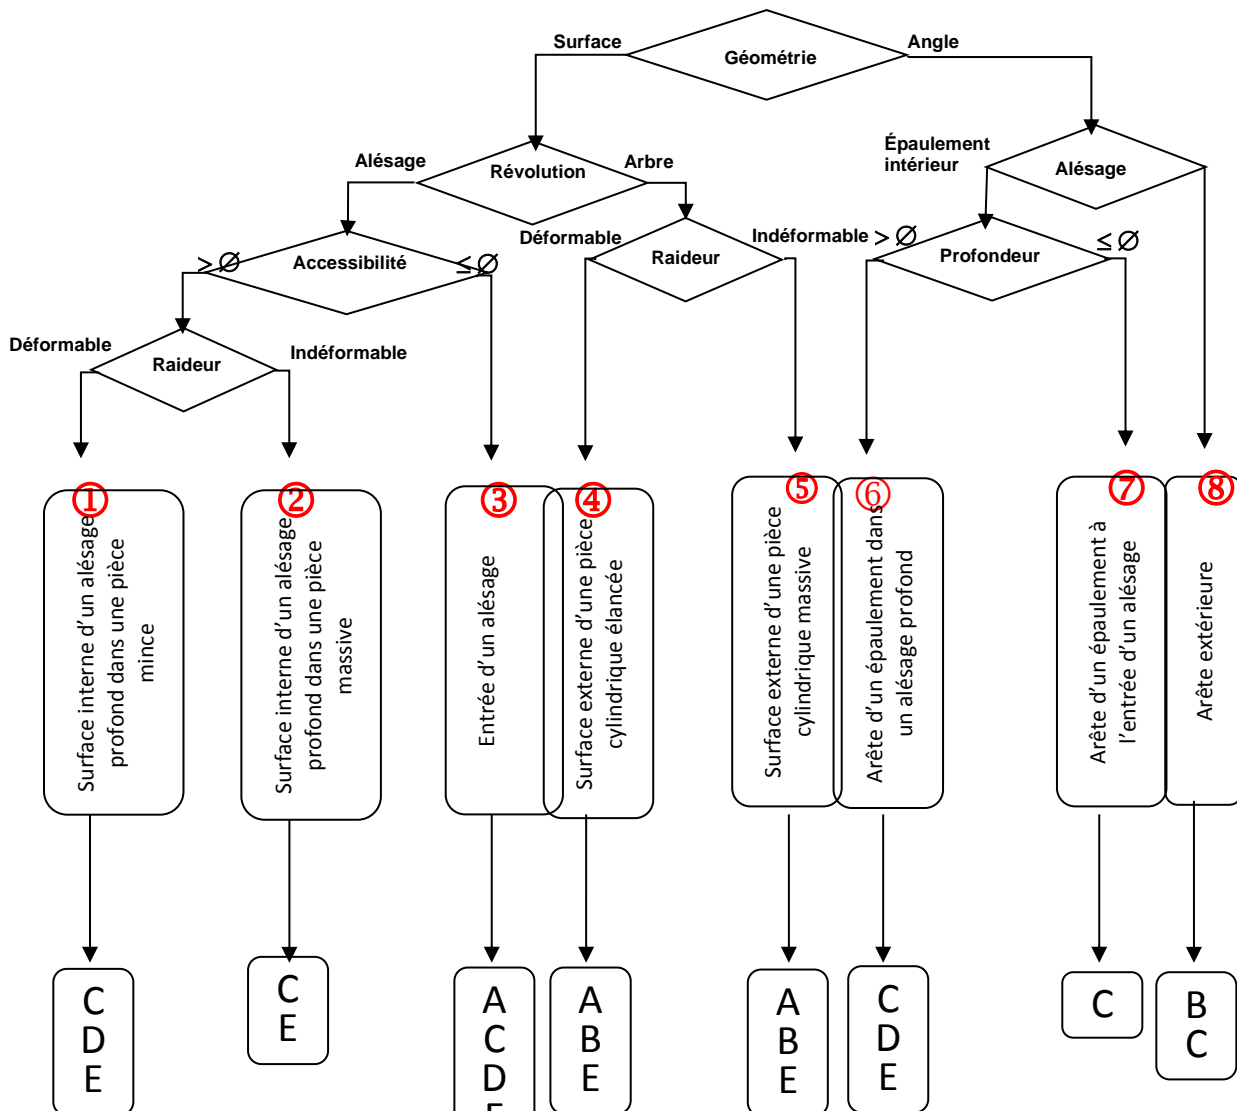 Surface
Géométrie
Angle
Alésage
Révolution
Arbre
Épaulement
intérieur
Alésage
> Ø
Accessibilité
≤ Ø
Déformable
Raideur
Indéformable
> Ø
Profondeur
≤ Ø
Déformable
Raideur
Indéformable
①
Surface interne d'un alésage
profond dans une pièce
mince
②
Surface interne d'un alésage
profond dans une pièce
massive
③
Entrée d'un alésage
④
Surface externe d'une pièce
cylindrique élancée
⑤
Surface externe d'une pièce
cylindrique massive
⑥
Arête d'un épaulement dans
un alésage profond
⑦
Arête d'un épaulement à
l'entrée d'un alésage
⑧
Arête extérieure
C
D
E
C
E
A
C
D
E
A
B
E
A
B
E
C
D
E
C
B
C